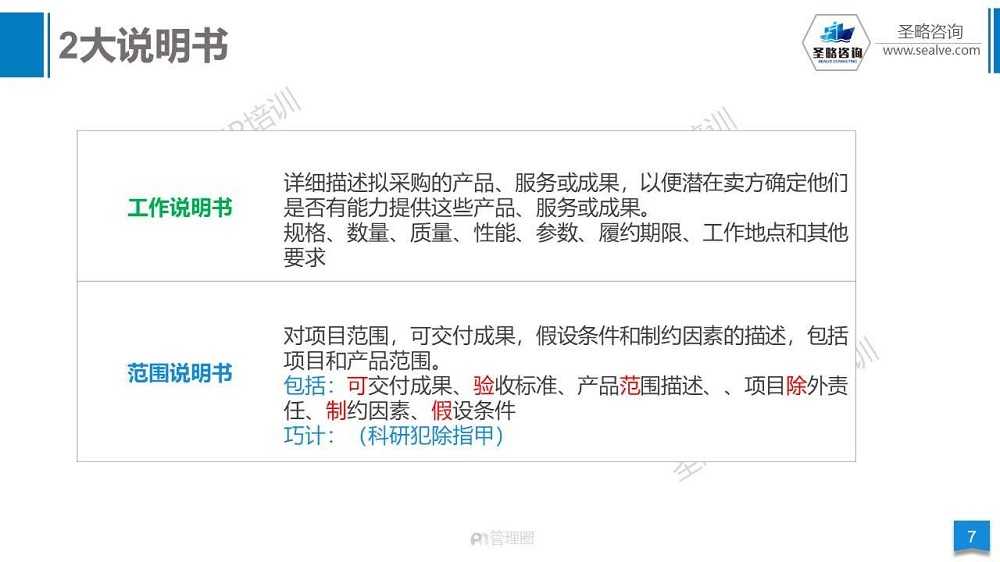 2大说明书
圣略咨询
圣略咨询
www.sealve.com
培训
培训
工作说明书
详细描述拟采购的产品、服务或成果，以便潜在卖方确定他们
是否有能力提供这些产品、服务或成果。
规格、数量、质量、性能、参数、履约期限、工作地点和其他
要求
范围说明书
对项目范围，可交付成果，假设条件和制约因素的描述，包括
项目和产品范围。
包括：可交付成果、验收标准、产品范围描述、、项目除外责
任、制约因素、假设条件
巧计：（科研犯除指甲）
管理圈
7